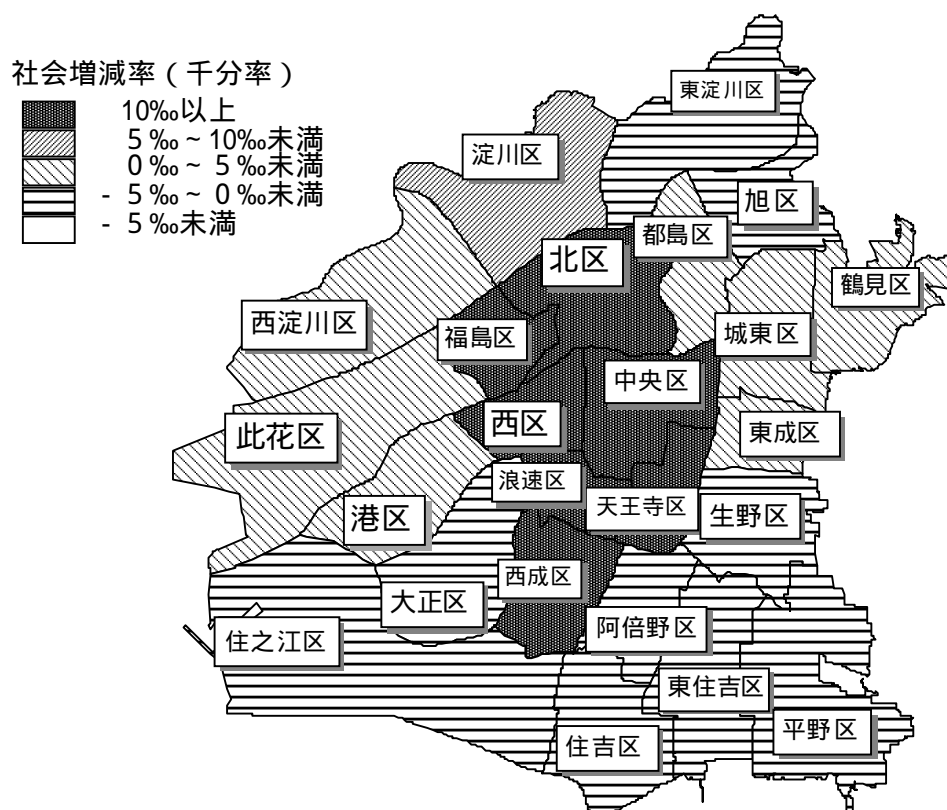 社会増減率（千分率）
10‰以上
5‰~10‰未満
0‰~5‰未満
-5‰~0‰未満
-5‰未満
東淀川区
淀川区
旭区
都島区
北区
鶴見区
西淀川区
福島区
城東区
中央区
此花区
西区
東成区
浪速区
天王寺区
生野区
港区
西成区
大正区
阿倍野区
住之江区
東住吉区
平野区
住吉区